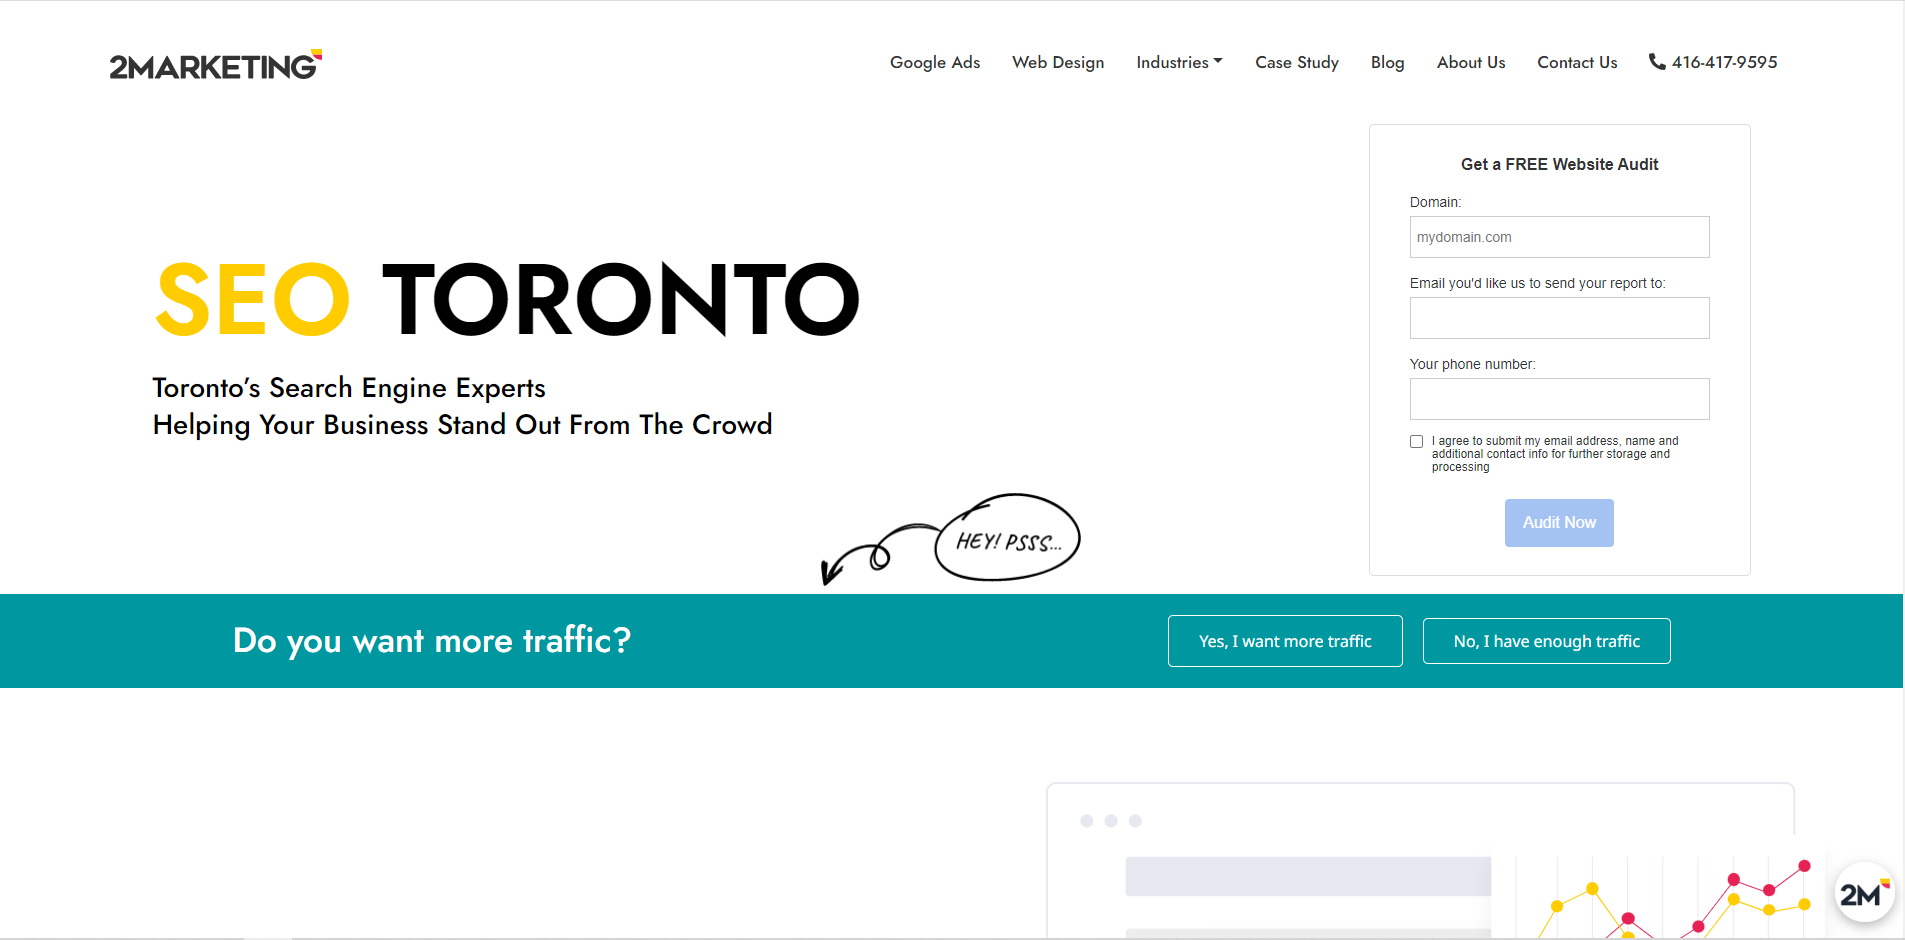 2MARKETING
Google Ads
Web Design
Industries
Case Study
Blog
About Us
Contact Us
416-417-9595
SEO TORONTO
Toronto’s Search Engine Experts
Helping Your Business Stand Out From The Crowd
Get a FREE Website Audit
Domain:
mydomain.com
Email you'd like us to send your report to:
Your phone number:
I agree to submit my email address, name and
additional contact info for further storage and
processing
Audit Now
HEY! PSSS...
Do you want more traffic?
Yes, I want more traffic
No, I have enough traffic
2M